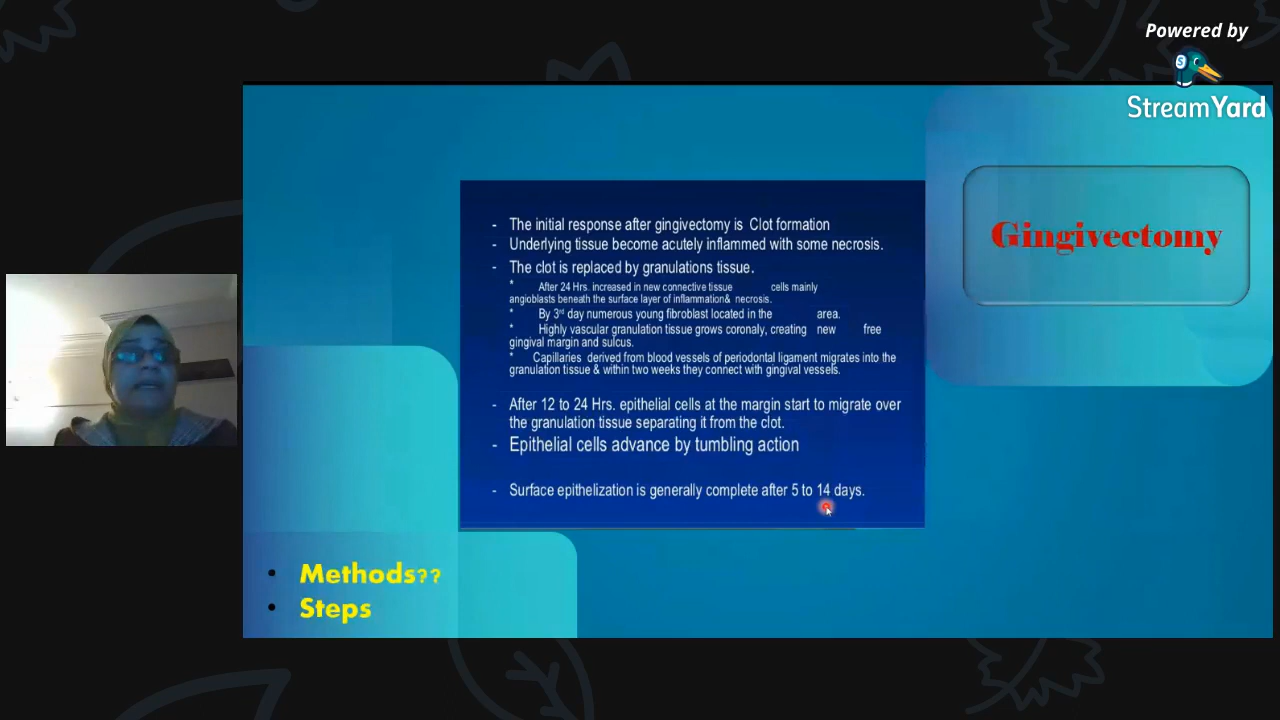 Powered by
StreamYard
Gingivectomy
- The initial response after gingivectomy is Clot formation
- Underlying tissue become acutely inflammed with some necrosis.
- The clot is replaced by granulations tissue.
* After 24 Hrs. increased in new connective tissue cells mainly
angioblasts beneath the surface layer of inflammation& necrosis.
* By 3rd day numerous young fibroblast located in the area.
* Highly vascular granulation tissue grows coronaly, creating new free
gingival margin and sulcus.
* Capillaries derived from blood vessels of periodontal ligament migrates into the
granulation tissue & within two weeks they connect with gingival vessels.
- After 12 to 24 Hrs. epithelial cells at the margin start to migrate over
the granulation tissue separating it from the clot.
- Epithelial cells advance by tumbling action
- Surface epithelization is generally complete after 5 to 14 days.
• Methods??
• Steps